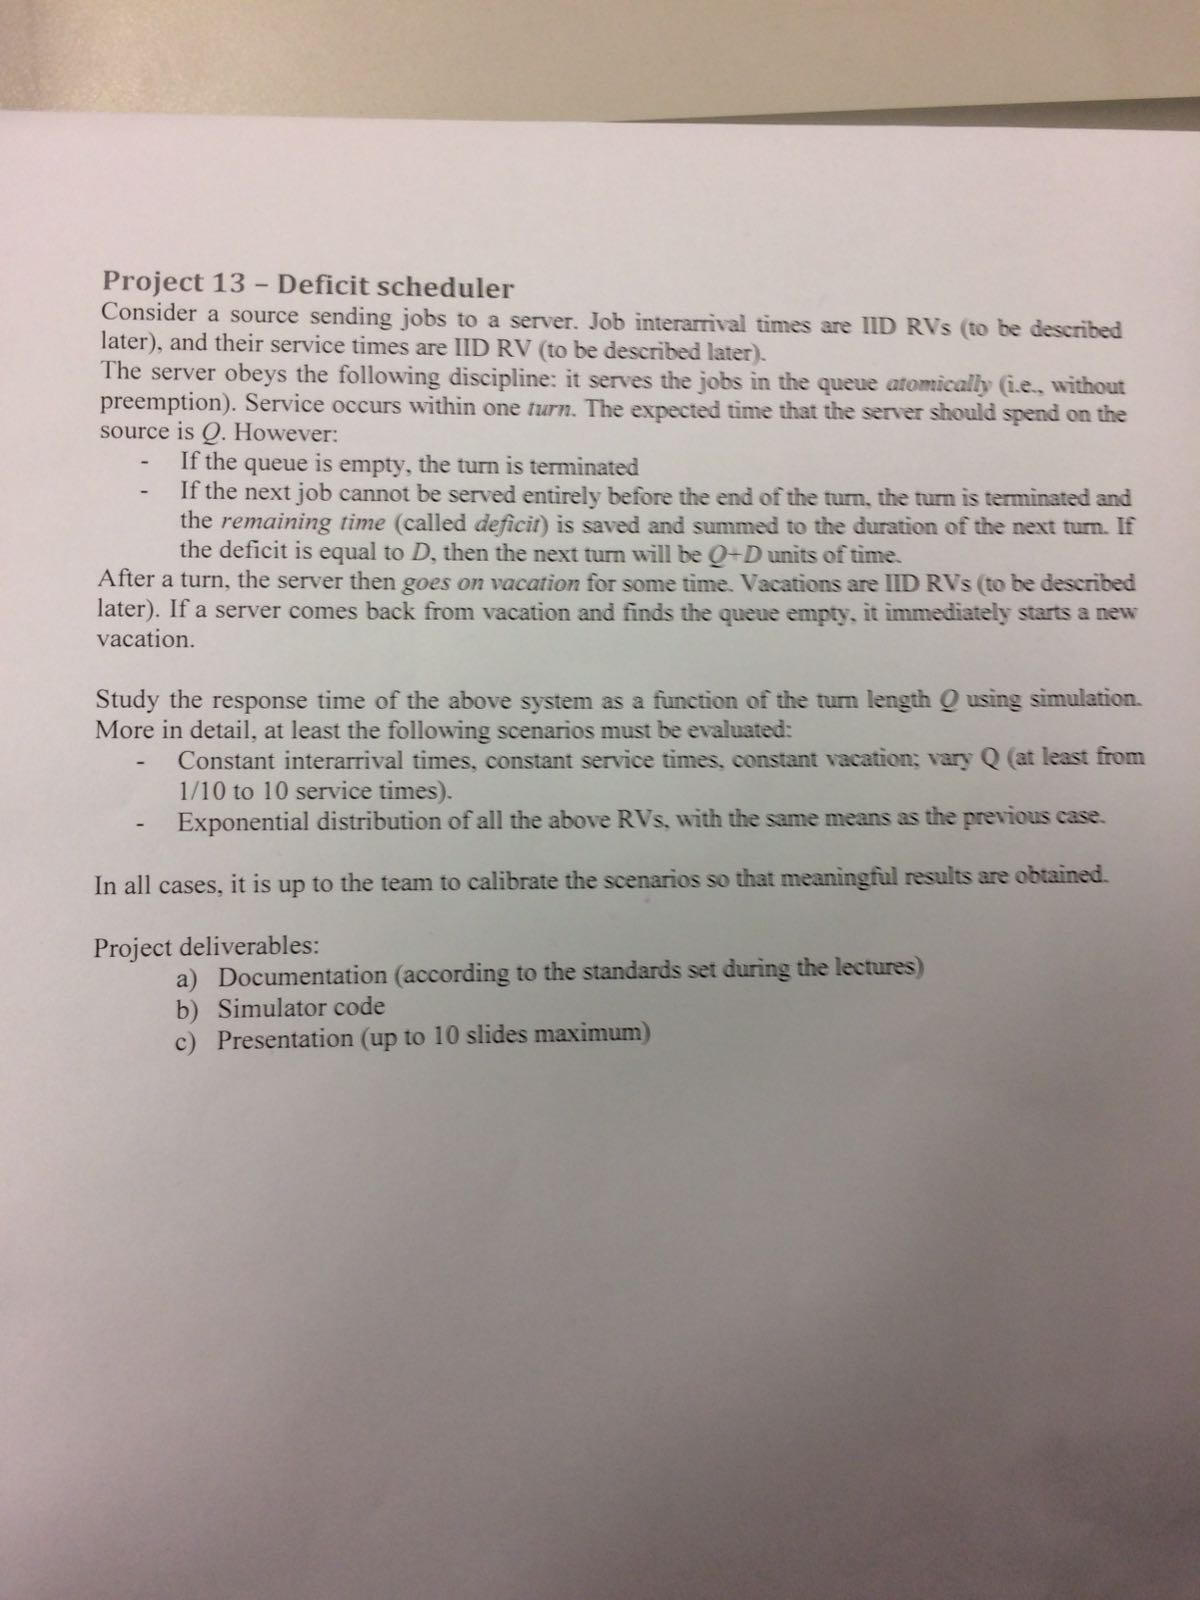 Project 13 – Deficit scheduler
Consider a source sending jobs to a server. Job interarrival times are IID RVs (to be described
later), and their service times are IID RV (to be described later).
The server obeys the following discipline: it serves the jobs in the queue atomically (i.e., without
preemption). Service occurs within one turn. The expected time that the server should spend on the
source is Q. However:
- If the queue is empty, the turn is terminated
- If the next job cannot be served entirely before the end of the turn, the turn is terminated and
the remaining time (called deficit) is saved and summed to the duration of the next turn. If
the deficit is equal to D, then the next turn will be Q+D units of time.
After a turn, the server then goes on vacation for some time. Vacations are IID RVs (to be described
later). If a server comes back from vacation and finds the queue empty, it immediately starts a new
vacation.
Study the response time of the above system as a function of the turn length Q using simulation.
More in detail, at least the following scenarios must be evaluated:
- Constant interarrival times, constant service times, constant vacation; vary Q (at least from
1/10 to 10 service times).
- Exponential distribution of all the above RVs, with the same means as the previous case.
In all cases, it is up to the team to calibrate the scenarios so that meaningful results are obtained.
Project deliverables:
a) Documentation (according to the standards set during the lectures)
b) Simulator code
c) Presentation (up to 10 slides maximum)